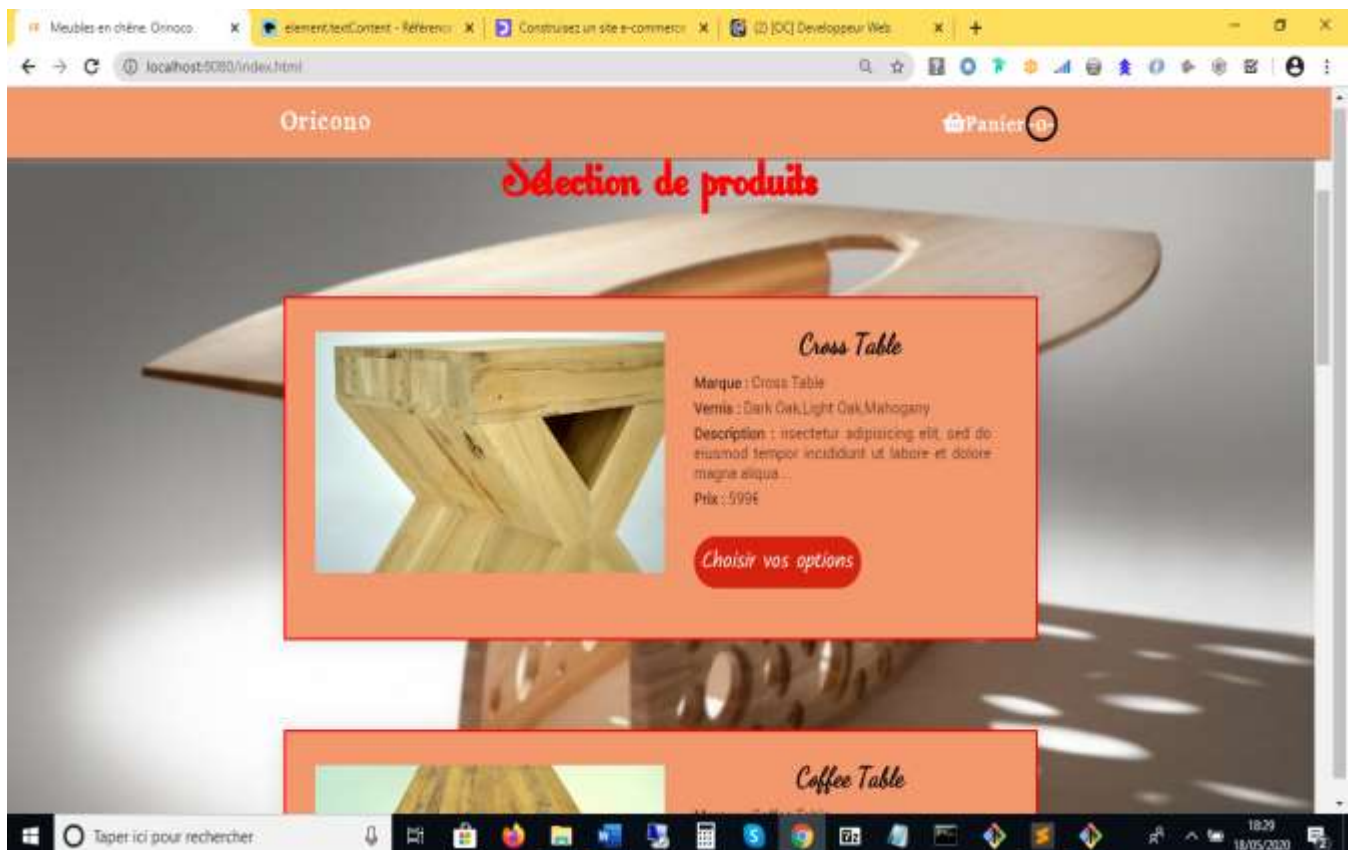 Meubles en chêne. Orinoco
element.textContent - Référenc
Construisez un site e-commerc
(2) [OC] Developpeur Web
localhost:8080/index.html
Oricono
Panier -0-
Sélection de produits
Cross Table
Marque : Cross Table
Vernis : Dark Oak,Light Oak,Mahogany
Description : nsectetur adipisicing elit, sed do
eiusmod tempor incididunt ut labore et dolore
magna aliqua...
Prix : 599€
Choisir vos options
Coffee Table
Taper ici pour rechercher
18:29
18/05/2020